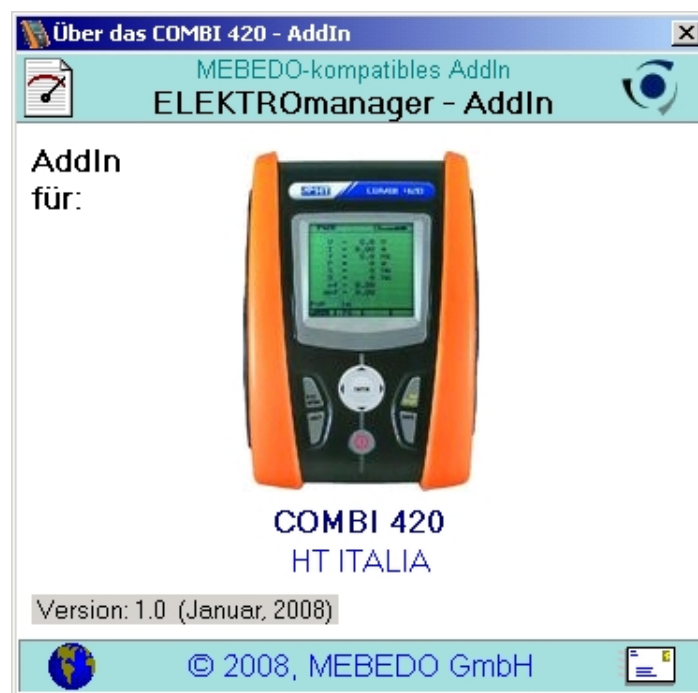 Über das COMBI 420 - AddIn
MEBEDO-kompatibles AddIn
ELEKTROmanager - AddIn
AddIn
für:
COMBI 420
COMBI 420
HT ITALIA
Version: 1.0 (Januar, 2008)
© 2008, MEBEDO GmbH